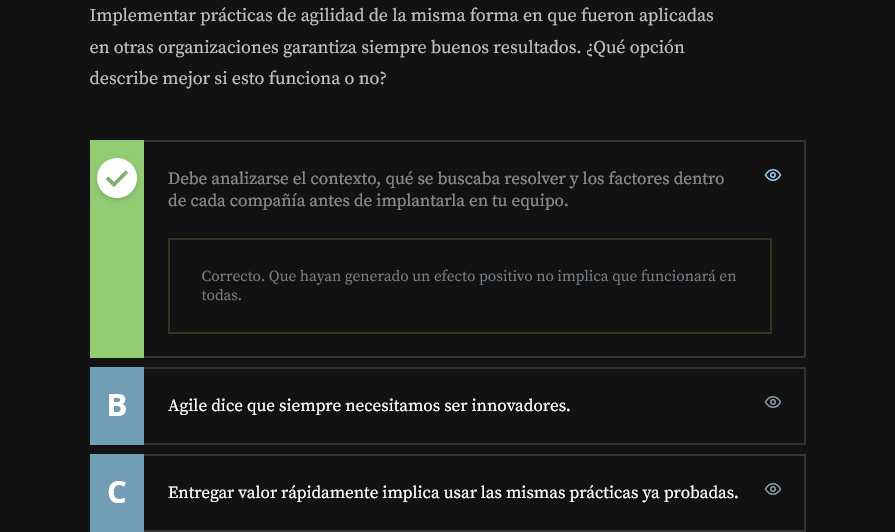 Implementar prácticas de agilidad de la misma forma en que fueron aplicadas
en otras organizaciones garantiza siempre buenos resultados. ¿Qué opción
describe mejor si esto funciona o no?
Debe analizarse el contexto, qué se buscaba resolver y los factores dentro
de cada compañía antes de implantarla en tu equipo.
Correcto. Que hayan generado un efecto positivo no implica que funcionará en
todas.
B
Agile dice que siempre necesitamos ser innovadores.
C
Entregar valor rápidamente implica usar las mismas prácticas ya probadas.